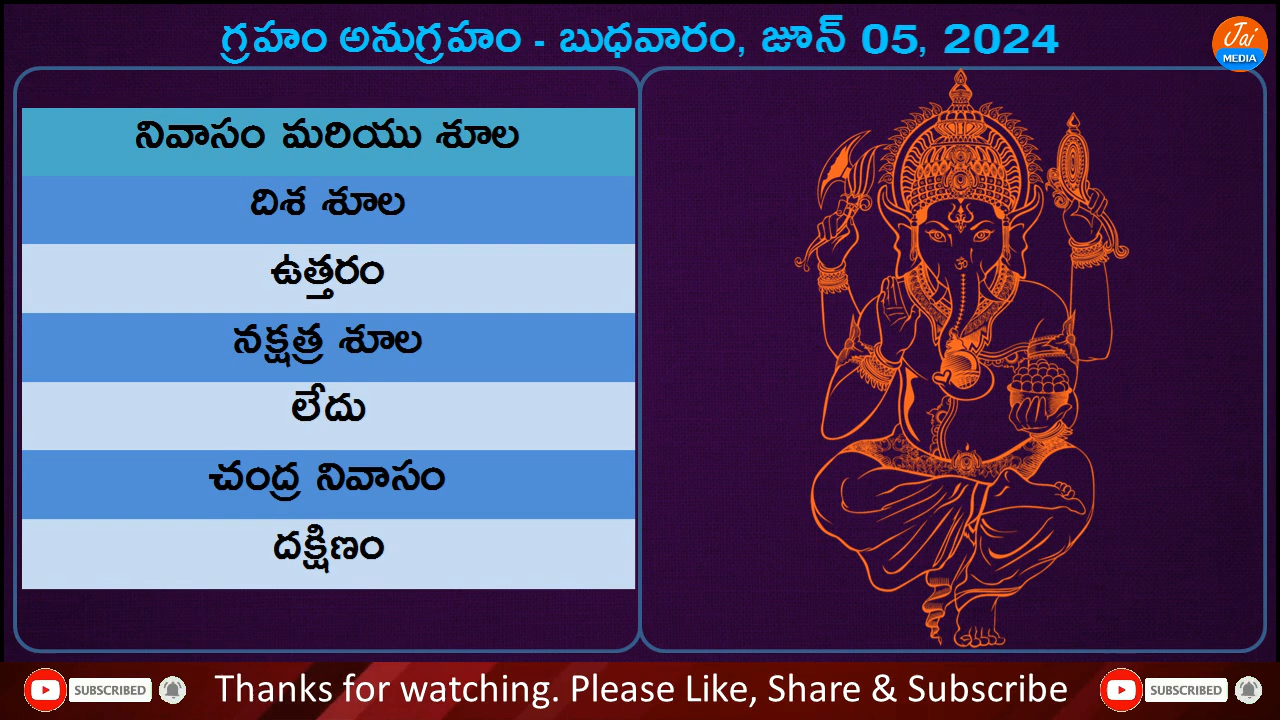 గ్రహం అనుగ్రహం - బుధవారం, జూన్ 05, 2024
Jai
MEDIA
నివాసం మరియు శూల
దిశ శూల
ఉత్తరం
నక్షత్ర శూల
లేదు
చంద్ర నివాసం
దక్షిణం
ॐ
SUBSCRIBED
Thanks for watching. Please Like, Share & Subscribe
SUBSCRIBED